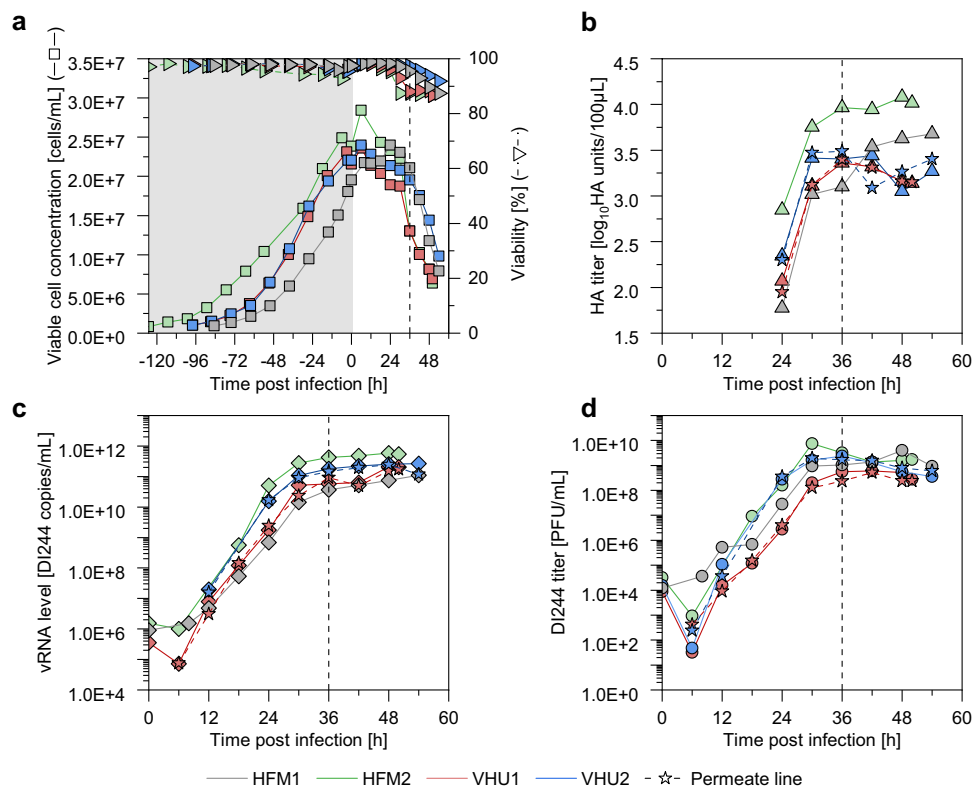 a
b
Viable cell concentration [cells/mL] (–□–)
3.5E+7
3.0E+7
2.5E+7
2.0E+7
1.5E+7
1.0E+7
5.0E+6
0.0E+0
100
80
60
40
20
0
Viability [%] (–▽–·)
-120 -96 -72 -48 -24 0 24 48
Time post infection [h]
HA titer [log10HA units/100µL]
4.5
4.0
3.5
3.0
2.5
2.0
1.5
0 12 24 36 48 60
Time post infection [h]
c
d
vRNA level [DI244 copies/mL]
1.0E+12
1.0E+10
1.0E+8
1.0E+6
1.0E+4
0 12 24 36 48 60
Time post infection [h]
DI244 titer [PFU/mL]
1.0E+10
1.0E+8
1.0E+6
1.0E+4
1.0E+2
1.0E+0
0 12 24 36 48 60
Time post infection [h]
HFM1 HFM2 VHU1 VHU2 Permeate line